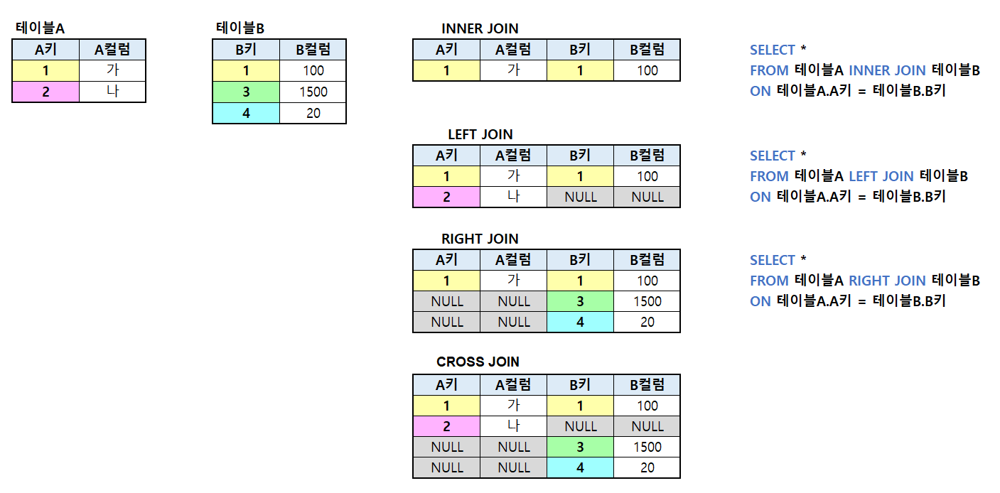 테이블A
A키 A컬럼
1 가
2 나
테이블B
B키 B컬럼
1 100
3 1500
4 20
INNER JOIN
A키 A컬럼 B키 B컬럼
1 가 1 100
SELECT *
FROM 테이블A INNER JOIN 테이블B
ON 테이블A.A키 = 테이블B.B키
LEFT JOIN
A키 A컬럼 B키 B컬럼
1 가 1 100
2 나 NULL NULL
SELECT *
FROM 테이블A LEFT JOIN 테이블B
ON 테이블A.A키 = 테이블B.B키
RIGHT JOIN
A키 A컬럼 B키 B컬럼
1 가 1 100
NULL NULL 3 1500
NULL NULL 4 20
SELECT *
FROM 테이블A RIGHT JOIN 테이블B
ON 테이블A.A키 = 테이블B.B키
CROSS JOIN
A키 A컬럼 B키 B컬럼
1 가 1 100
2 나 NULL NULL
NULL NULL 3 1500
NULL NULL 4 20